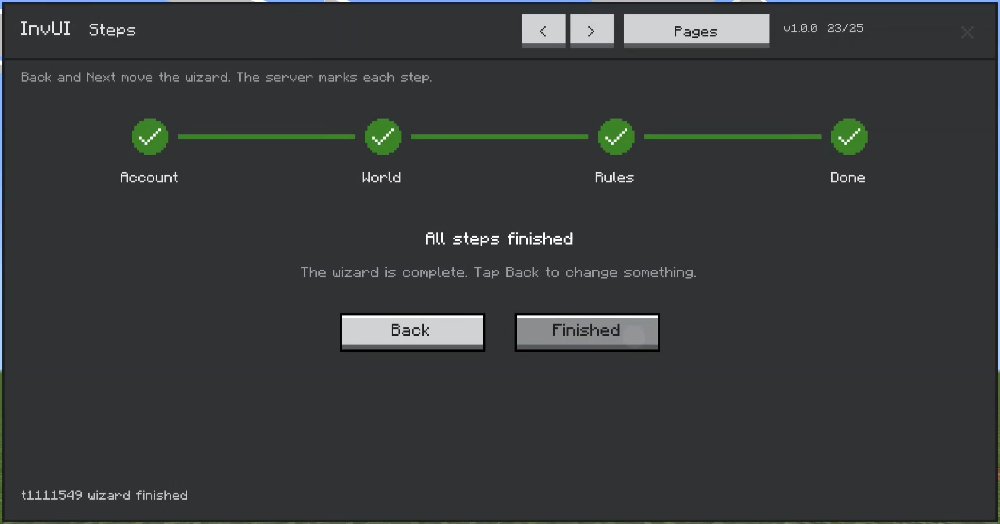 InvUI Steps
< > Pages v1.0.0 23/25 ×
Back and Next move the wizard. The server marks each step.
Account World Rules Done
All steps finished
The wizard is complete. Tap Back to change something.
Back Finished
t1111549 wizard finished